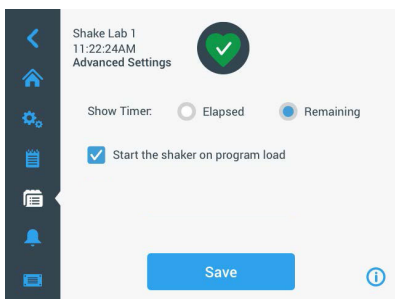 Shake Lab 1
11:22:24AM
Advanced Settings
Show Timer: Elapsed Remaining
Start the shaker on program load
Save